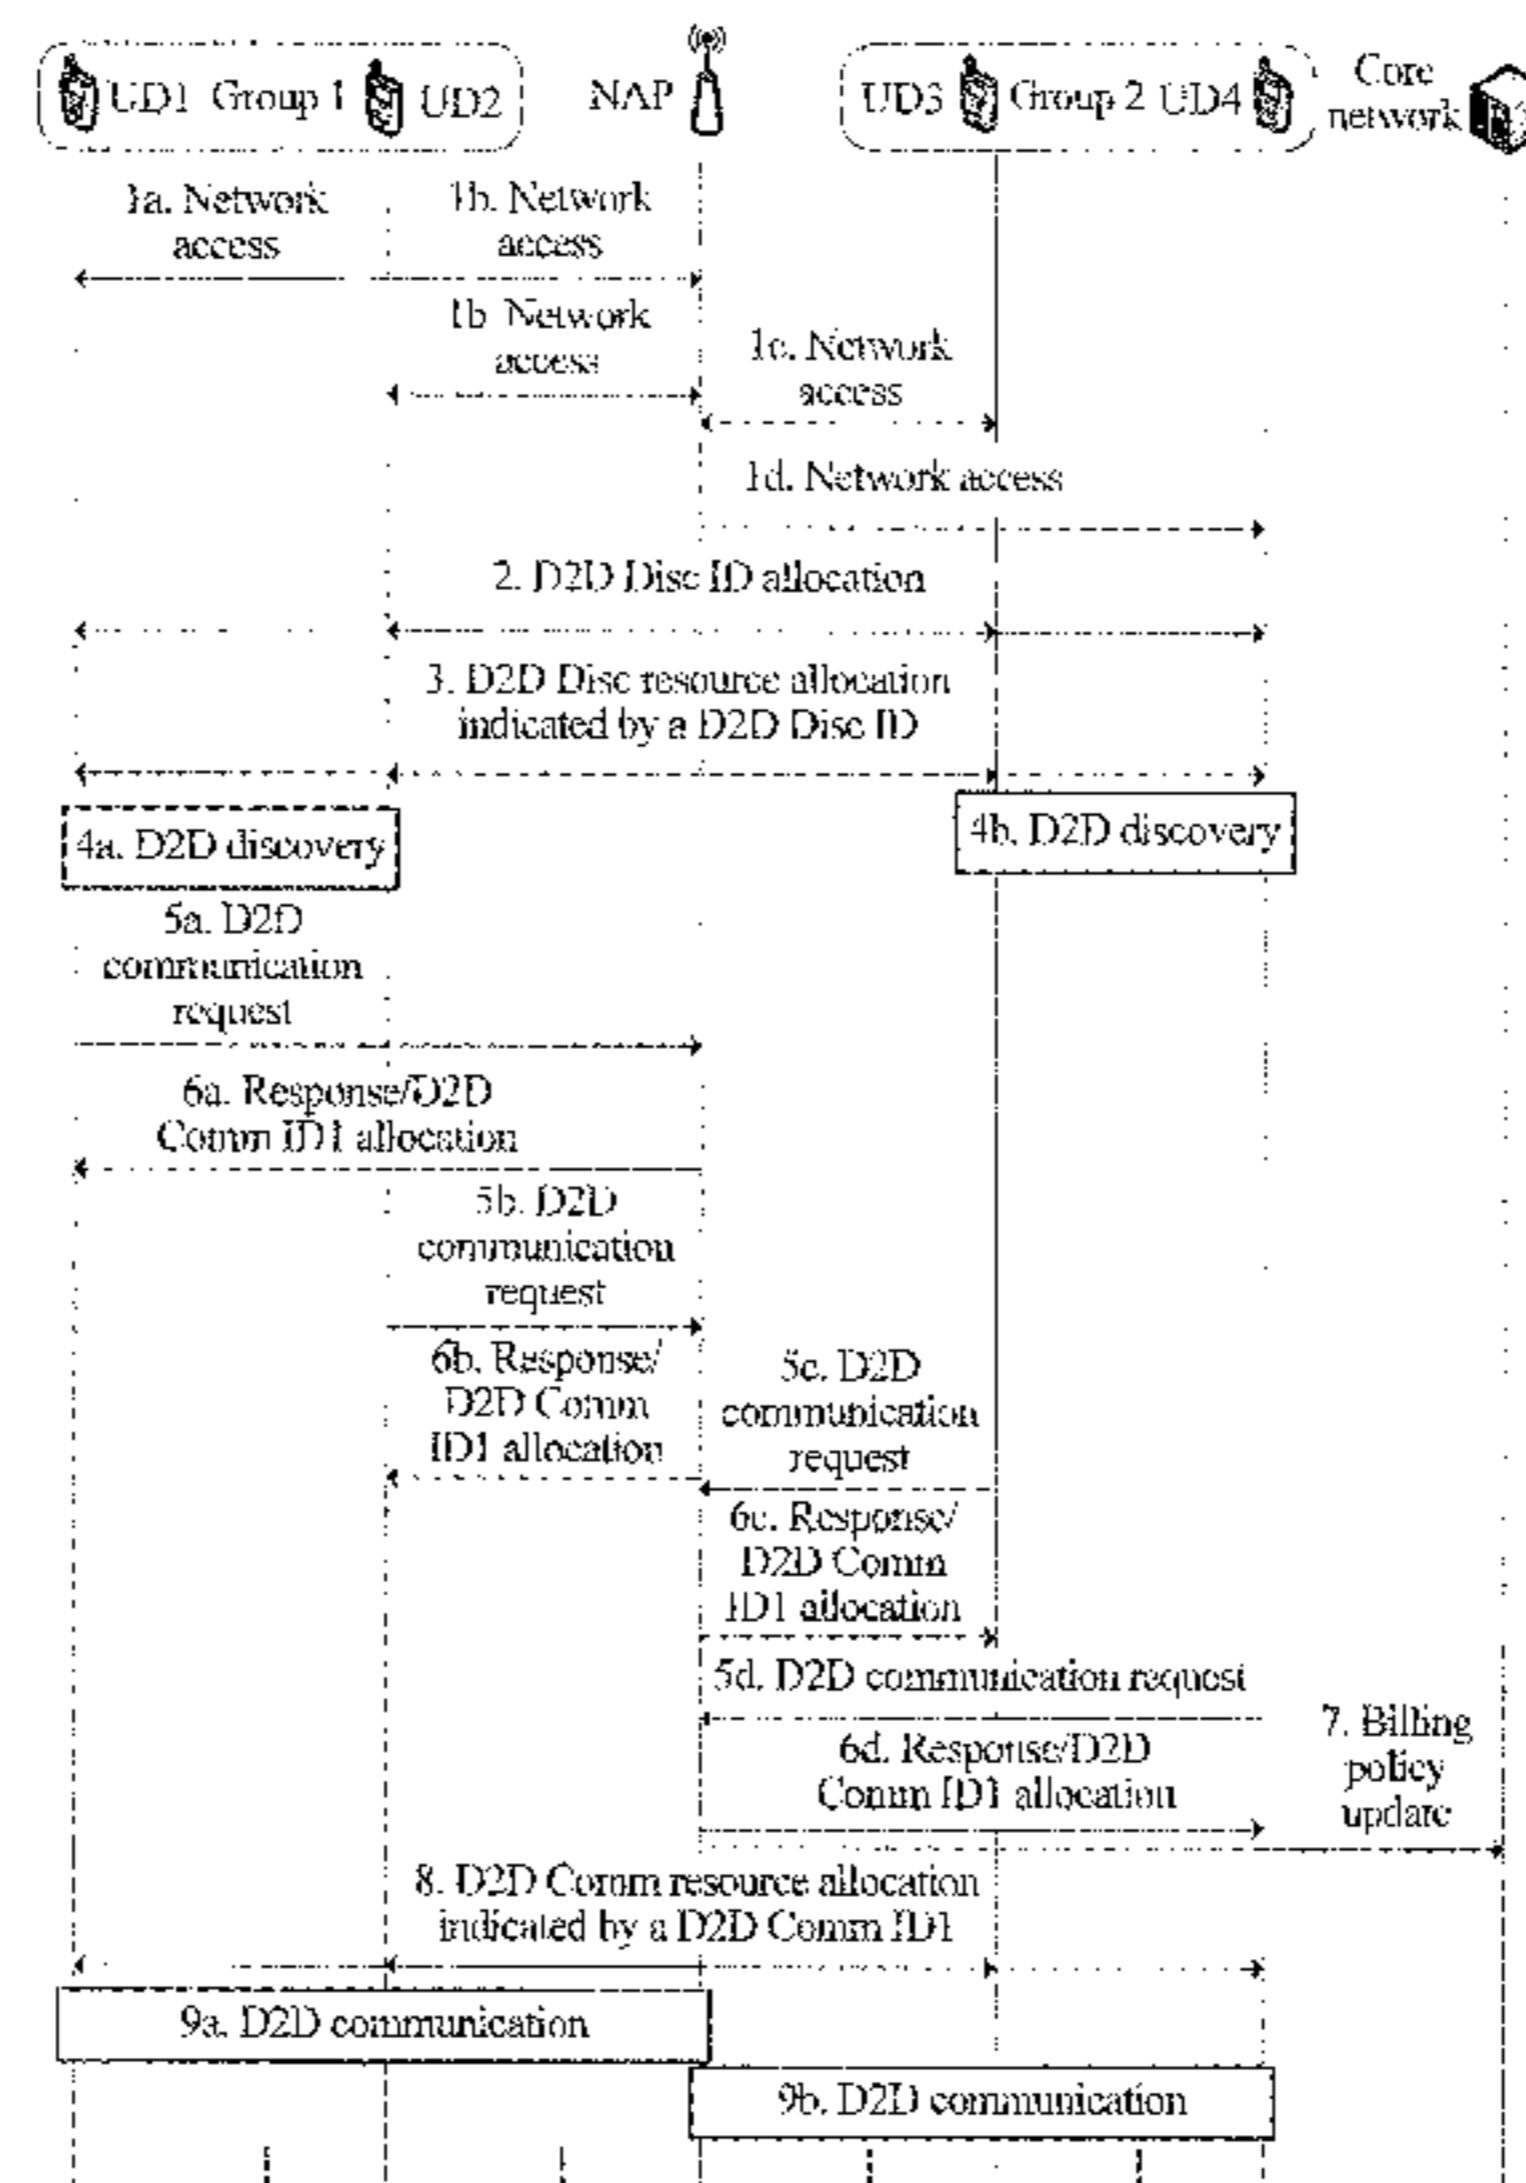 UD1 Group 1 UD2
NAP
UD3 Group 2 UD4
Core
network
1a. Network
access
1b. Network
access
1b Network
access
1c. Network
access
1d. Network access
2. D2D Disc ID allocation
3. D2D Disc resource allocation
indicated by a D2D Disc ID
4a. D2D discovery
4b. D2D discovery
5a. D2D
communication
request
6a. Response/D2D
Comm ID1 allocation
5b. D2D
communication
request
6b. Response/
D2D Comm
ID1 allocation
5c. D2D
communication
request
6c. Response/
D2D Comm
ID1 allocation
5d. D2D communication request
6d. Response/D2D
Comm ID1 allocation
7. Billing
policy
update
8. D2D Comm resource allocation
indicated by a D2D Comm ID1
9a. D2D communication
9b. D2D communication